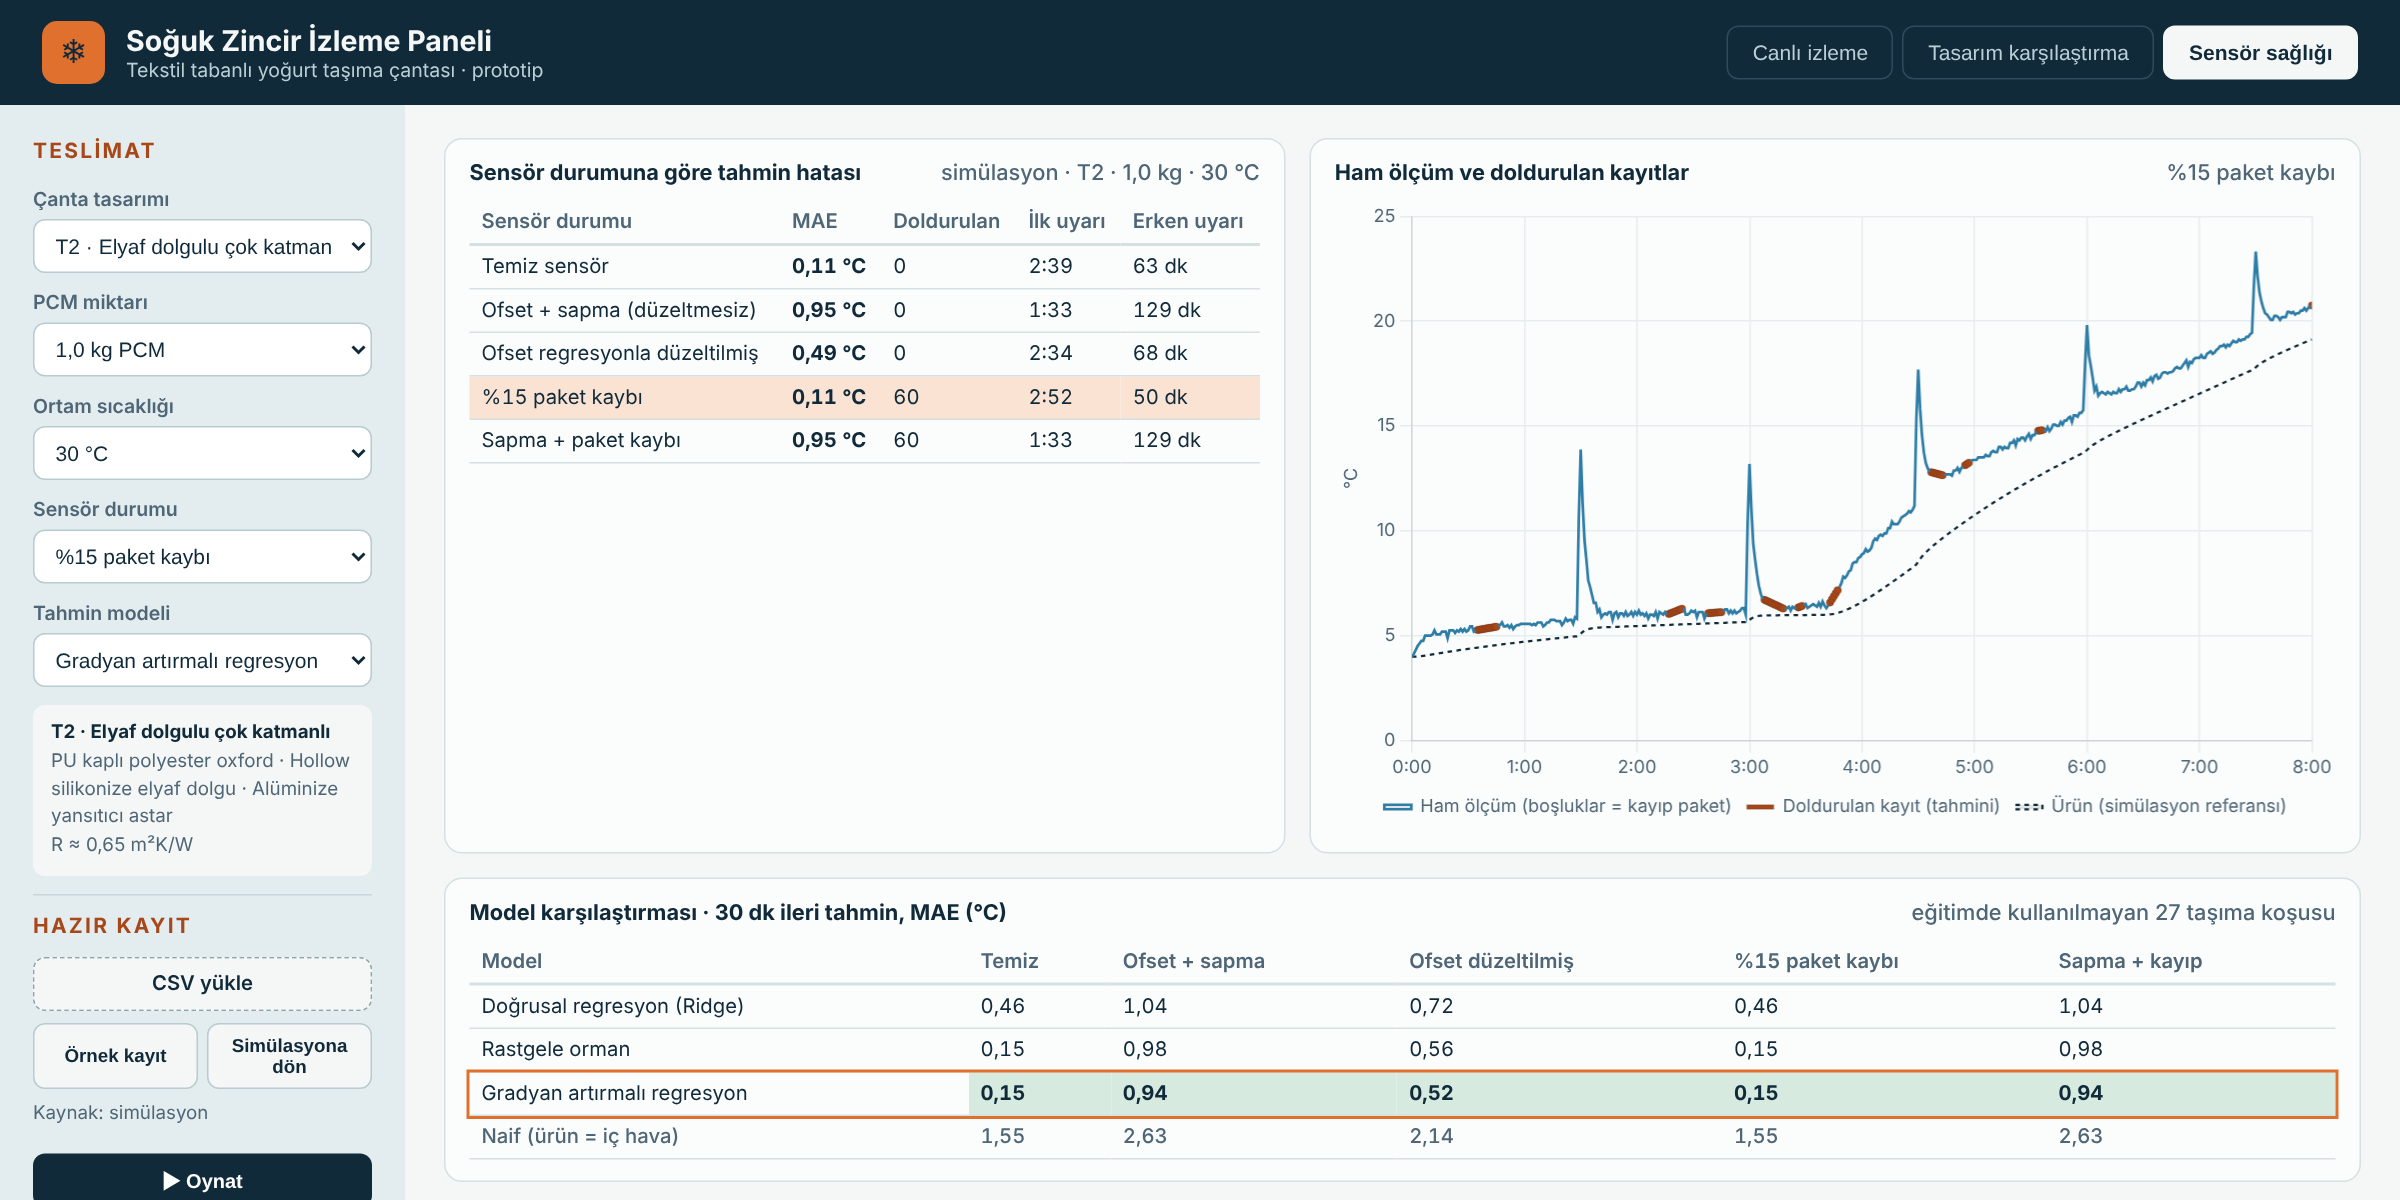 Soğuk Zincir İzleme Paneli
Tekstil tabanlı yoğurt taşıma çantası · prototip
Canlı izleme
Tasarım karşılaştırma
Sensör sağlığı
TESLİMAT
Çanta tasarımı
T2 · Elyaf dolgulu çok katman
PCM miktarı
1,0 kg PCM
Ortam sıcaklığı
30 °C
Sensör durumu
%15 paket kaybı
Tahmin modeli
Gradyan artırmalı regresyon
T2 · Elyaf dolgulu çok katmanlı
PU kaplı polyester oxford · Hollow
silikonize elyaf dolgu · Alüminize
yansıtıcı astar
R ≈ 0,65 m²K/W
HAZIR KAYIT
CSV yükle
Örnek kayıt
Simülasyona
dön
Kaynak: simülasyon
▶ Oynat
Sensör durumuna göre tahmin hatası
simülasyon · T2 · 1,0 kg · 30 °C
Sensör durumu MAE Doldurulan İlk uyarı Erken uyarı
Temiz sensör 0,11 °C 0 2:39 63 dk
Ofset + sapma (düzeltmesiz) 0,95 °C 0 1:33 129 dk
Ofset regresyonla düzeltilmiş 0,49 °C 0 2:34 68 dk
%15 paket kaybı 0,11 °C 60 2:52 50 dk
Sapma + paket kaybı 0,95 °C 60 1:33 129 dk
Ham ölçüm ve doldurulan kayıtlar
%15 paket kaybı
25
20
15
10
5
0
°C
0:00 1:00 2:00 3:00 4:00 5:00 6:00 7:00 8:00
Ham ölçüm (boşluklar = kayıp paket) Doldurulan kayıt (tahmini) Ürün (simülasyon referansı)
Model karşılaştırması · 30 dk ileri tahmin, MAE (°C)
eğitimde kullanılmayan 27 taşıma koşusu
Model Temiz Ofset + sapma Ofset düzeltilmiş %15 paket kaybı Sapma + kayıp
Doğrusal regresyon (Ridge) 0,46 1,04 0,72 0,46 1,04
Rastgele orman 0,15 0,98 0,56 0,15 0,98
Gradyan artırmalı regresyon 0,15 0,94 0,52 0,15 0,94
Naif (ürün = iç hava) 1,55 2,63 2,14 1,55 2,63